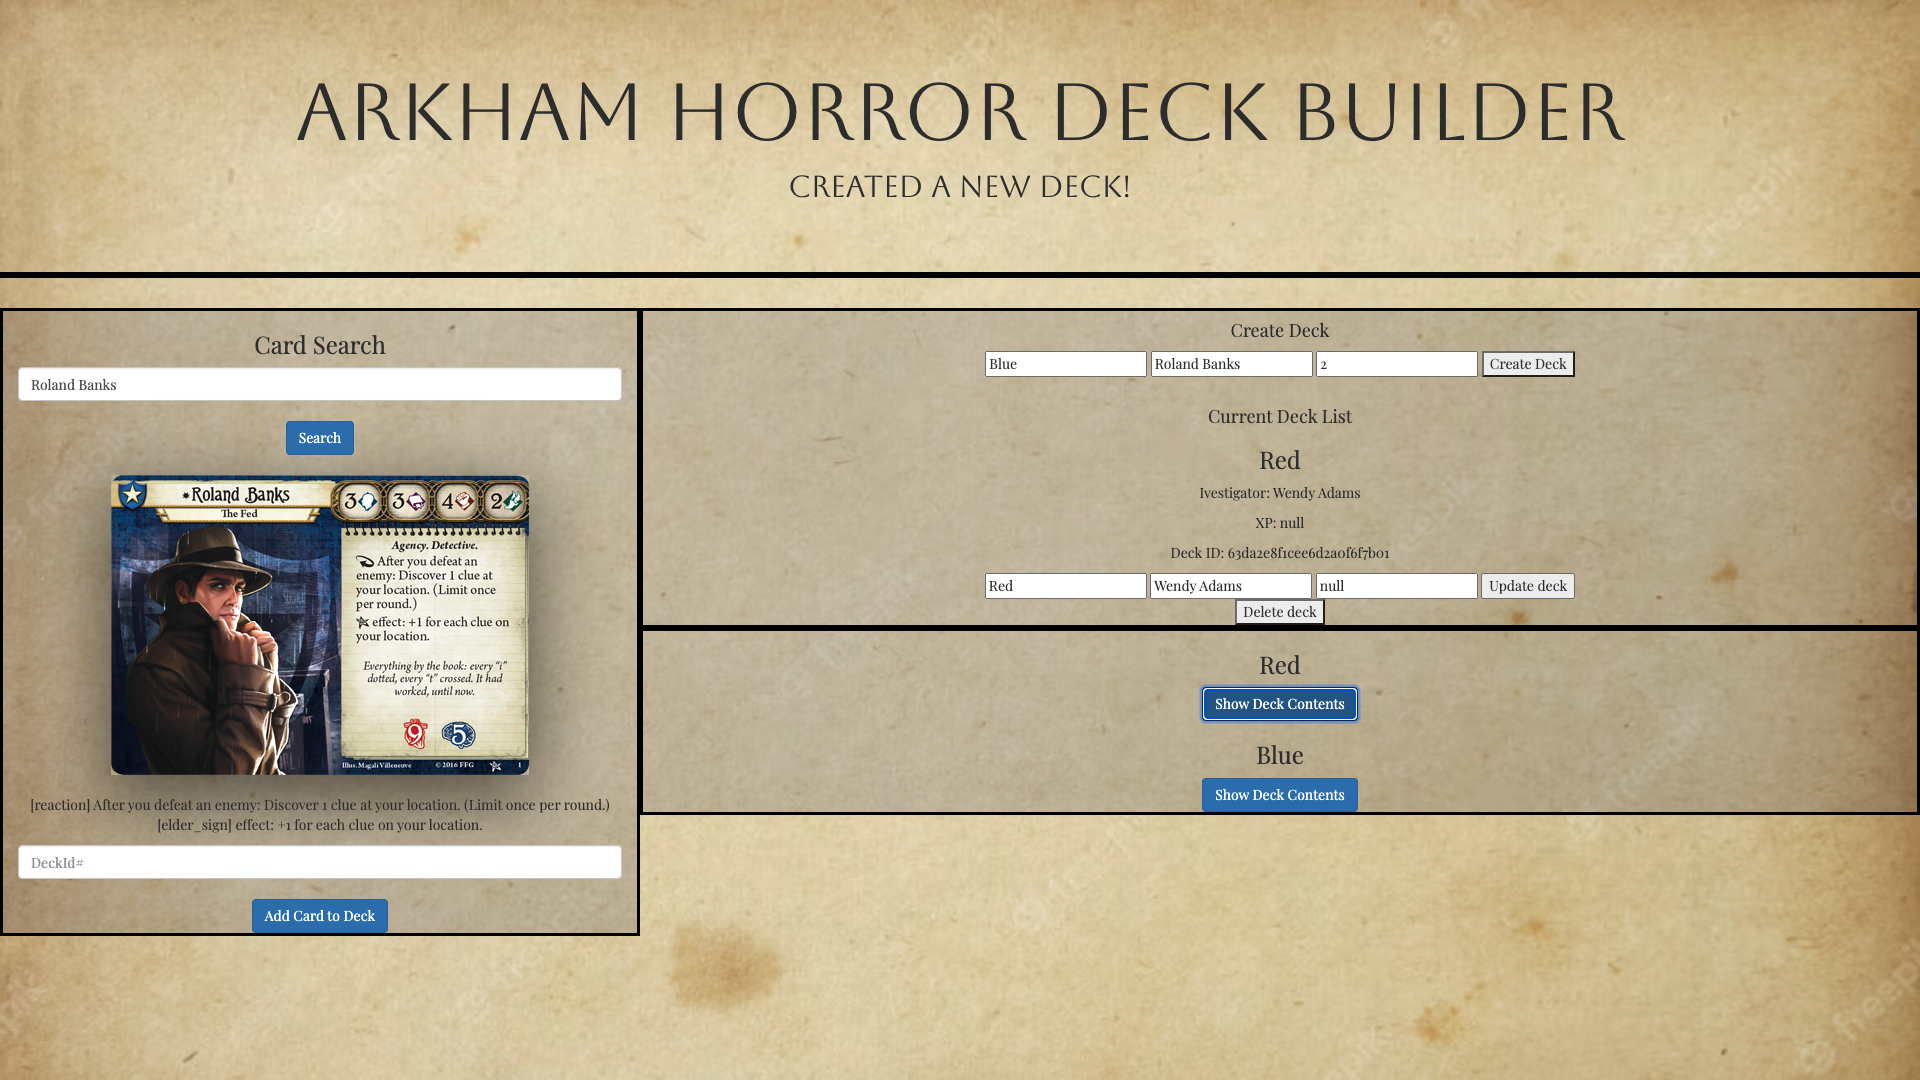 ARKHAM HORROR DECK BUILDER
CREATED A NEW DECK!
Card Search
Roland Banks
Search
Roland Banks
The Fed
3 3 4 2
Agency. Detective.
After you defeat an
enemy: Discover 1 clue at
your location. (Limit once
per round.)
effect: +1 for each clue on
your location.
Everything by the book: every “i”
dotted, every “t” crossed. It had
worked, until now.
9 5
Illus. Magali Villeneuve © 2016 FFG 1
[reaction] After you defeat an enemy: Discover 1 clue at your location. (Limit once per round.)
[elder_sign] effect: +1 for each clue on your location.
DeckId#
Add Card to Deck
Create Deck
Blue Roland Banks 2 Create Deck
Current Deck List
Red
Ivestigator: Wendy Adams
XP: null
Deck ID: 63da2e8f1cee6d2a0f6f7b01
Red Wendy Adams null Update deck
Delete deck
Red
Show Deck Contents
Blue
Show Deck Contents